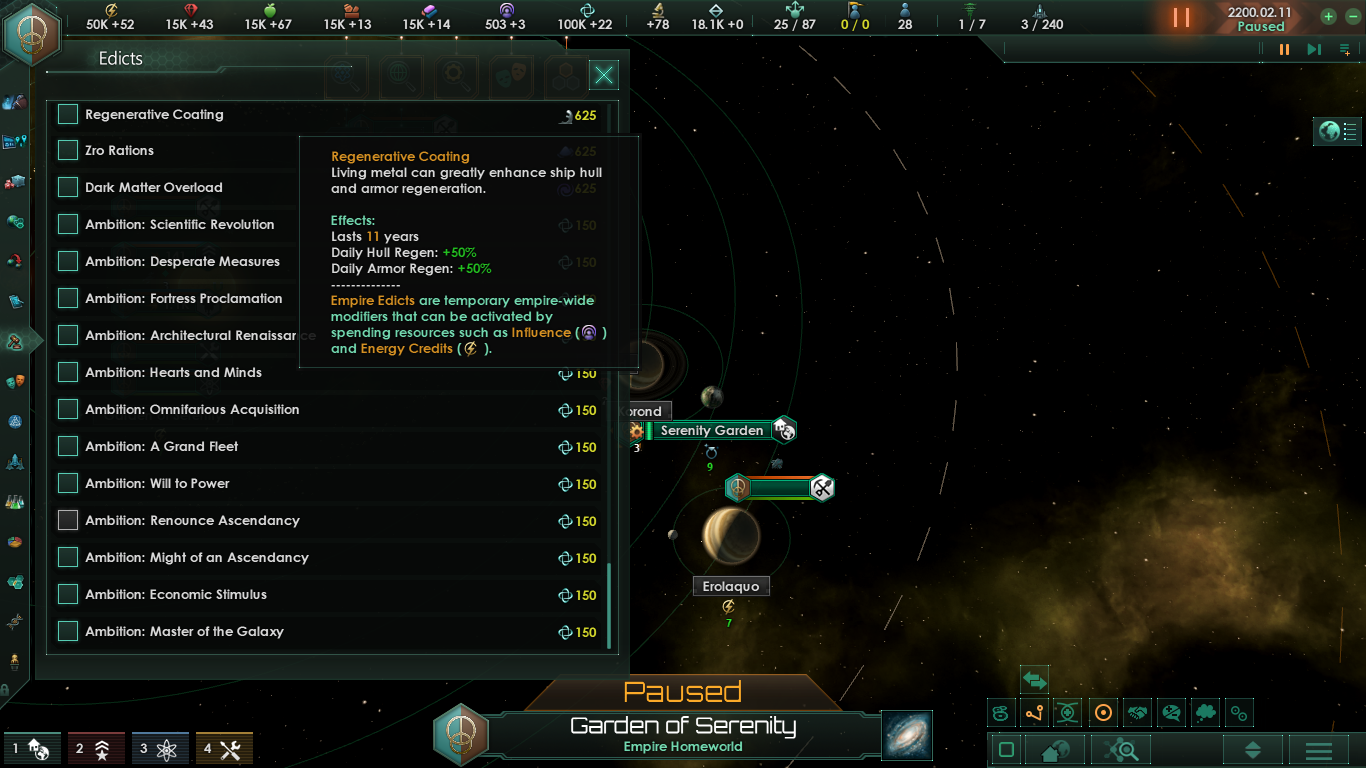 50K +52
15K +43
15K +67
15K +13
15K +14
503 +3
100K +22
+78
18.1K +0
25 / 87
0 / 0
28
1 / 7
3 / 240
2200.02.11
Paused
Edicts
Regenerative Coating
625
Zro Rations
625
Dark Matter Overload
625
Ambition: Scientific Revolution
150
Ambition: Desperate Measures
150
Ambition: Fortress Proclamation
Ambition: Architectural Renaissance
Ambition: Hearts and Minds
150
Ambition: Omnifarious Acquisition
150
Ambition: A Grand Fleet
150
Ambition: Will to Power
150
Ambition: Renounce Ascendancy
150
Ambition: Might of an Ascendancy
150
Ambition: Economic Stimulus
150
Ambition: Master of the Galaxy
150
Regenerative Coating
Living metal can greatly enhance ship hull
and armor regeneration.
Effects:
Lasts 11 years
Daily Hull Regen: +50%
Daily Armor Regen: +50%
--------------
Empire Edicts are temporary empire-wide
modifiers that can be activated by
spending resources such as Influence ( )
and Energy Credits ( ).
Korond
Serenity Garden
3
9
Erolaquo
7
Paused
Garden of Serenity
Empire Homeworld
1
2
3
4